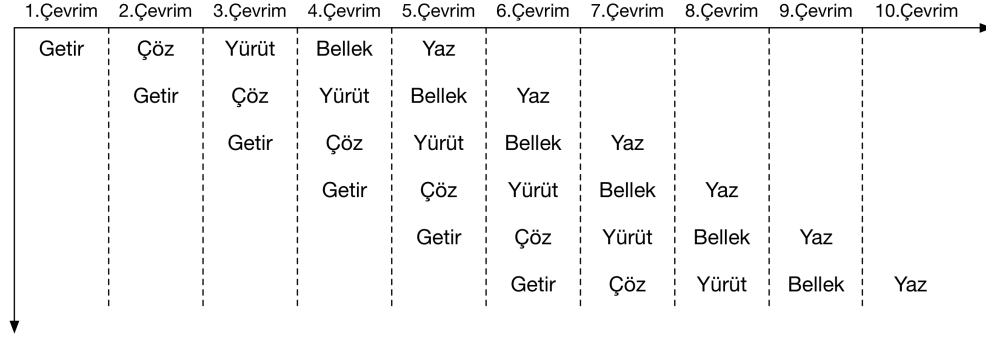 1.Çevrim 2.Çevrim 3.Çevrim 4.Çevrim 5.Çevrim 6.Çevrim 7.Çevrim 8.Çevrim 9.Çevrim 10.Çevrim
Getir Çöz Yürüt Bellek Yaz
Getir Çöz Yürüt Bellek Yaz
Getir Çöz Yürüt Bellek Yaz
Getir Çöz Yürüt Bellek Yaz
Getir Çöz Yürüt Bellek Yaz
Getir Çöz Yürüt Bellek Yaz